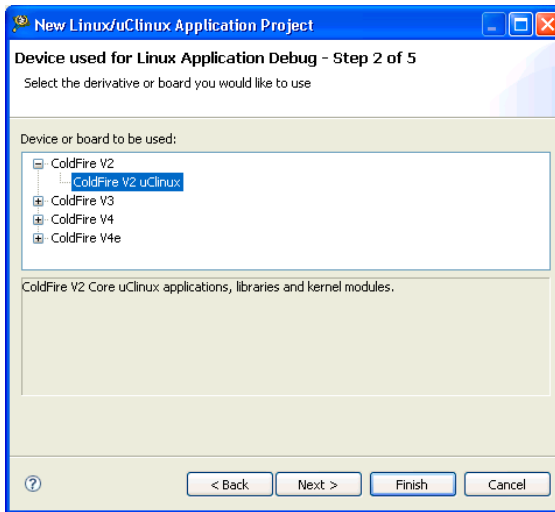 New Linux/uClinux Application Project
Device used for Linux Application Debug - Step 2 of 5
Select the derivative or board you would like to use
Device or board to be used:
ColdFire V2
ColdFire V2 uClinux
ColdFire V3
ColdFire V4
ColdFire V4e
ColdFire V2 Core uClinux applications, libraries and kernel modules.
? < Back Next > Finish Cancel